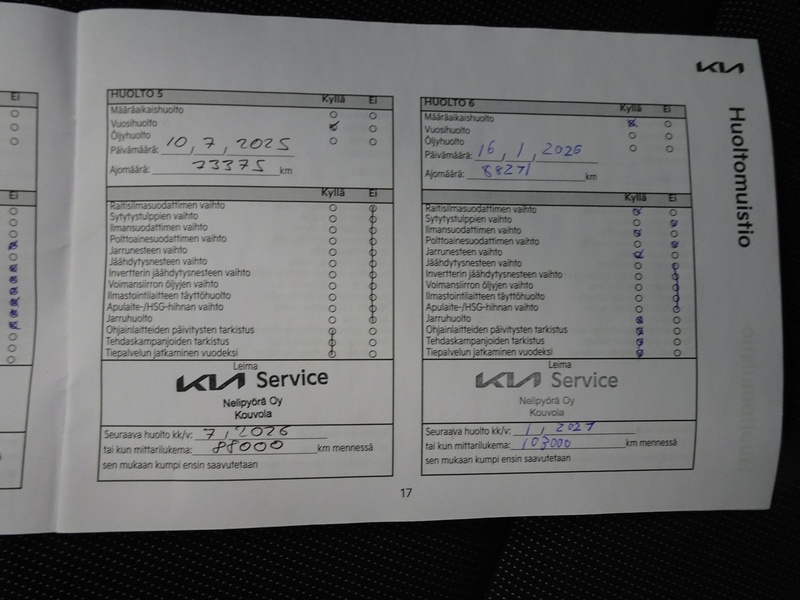 KIA
Huoltomuistio
Ei
Ei
HUOLTO 5
Kyllä Ei
Määräaikaishuolto
Vuosihuolto
Öljyhuolto
Päivämäärä: 10, 7, 2025
Ajomäärä: 73375 km
Kyllä Ei
Raitisilmasuodattimen vaihto
Sytytystulppien vaihto
Ilmansuodattimen vaihto
Polttoainesuodattimen vaihto
Jarrunesteen vaihto
Jäähdytysnesteen vaihto
Invertterin jäähdytysnesteen vaihto
Voimansiirron öljyjen vaihto
Ilmastointilaitteen täyttöhuolto
Apulaite-/HSG-hihnan vaihto
Jarruhuolto
Ohjainlaitteiden päivitysten tarkistus
Tehdaskampanjoiden tarkistus
Tiepalvelun jatkaminen vuodeksi
Leima
KIA Service
Nelipyörä Oy
Kouvola
Seuraava huolto kk/v: 7, 2026
tai kun mittarilukema: 88000 km mennessä
sen mukaan kumpi ensin saavutetaan
HUOLTO 6
Kyllä Ei
Määräaikaishuolto
Vuosihuolto
Öljyhuolto
Päivämäärä: 16, 1, 2026
Ajomäärä: 88271 km
Kyllä Ei
Raitisilmasuodattimen vaihto
Sytytystulppien vaihto
Ilmansuodattimen vaihto
Polttoainesuodattimen vaihto
Jarrunesteen vaihto
Jäähdytysnesteen vaihto
Invertterin jäähdytysnesteen vaihto
Voimansiirron öljyjen vaihto
Ilmastointilaitteen täyttöhuolto
Apulaite-/HSG-hihnan vaihto
Jarruhuolto
Ohjainlaitteiden päivitysten tarkistus
Tehdaskampanjoiden tarkistus
Tiepalvelun jatkaminen vuodeksi
Leima
KIA Service
Nelipyörä Oy
Kouvola
Seuraava huolto kk/v: 1, 2027
tai kun mittarilukema: 103000 km mennessä
sen mukaan kumpi ensin saavutetaan
17